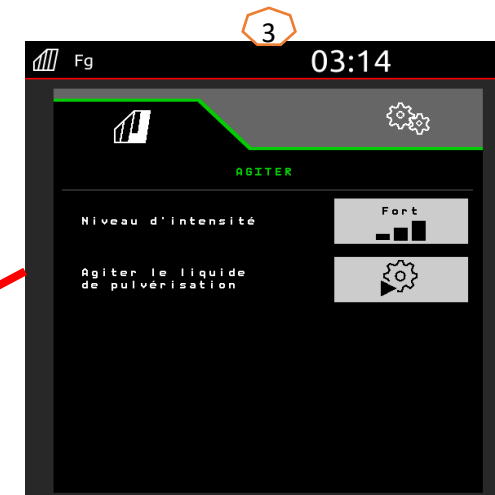 3
Fg 03:14
AGITER
Niveau d'intensité
Fort
Agiter le liquide
de pulvérisation